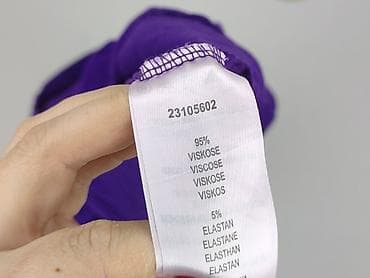 23105602
95%
VISKOSE
VISCOSE
VISKOSE
VISKOS
5%
ELASTAN
ELASTANE
ELASTHAN
ELASTAN